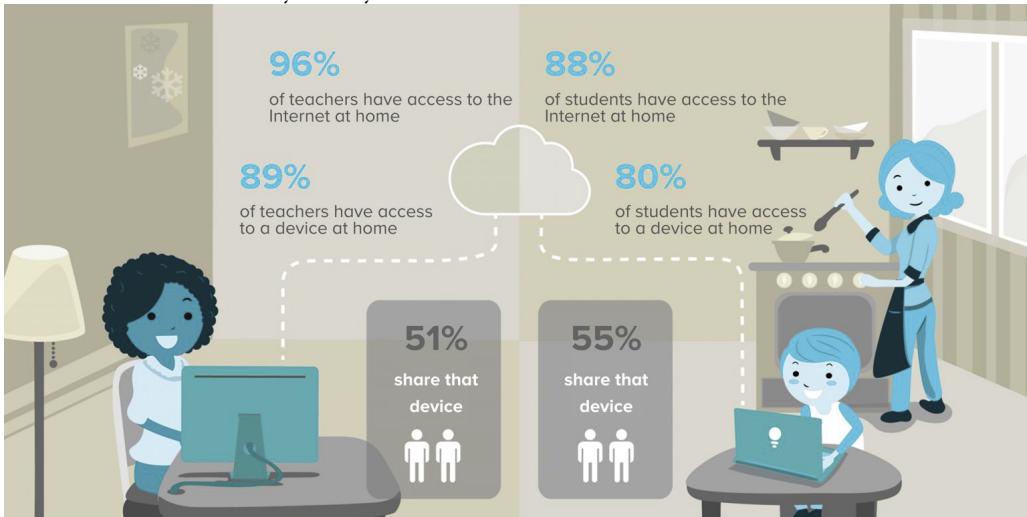 96%
of teachers have access to the
Internet at home
88%
of students have access to the
Internet at home
89%
of teachers have access
to a device at home
80%
of students have access
to a device at home
51%
share that
device
55%
share that
device